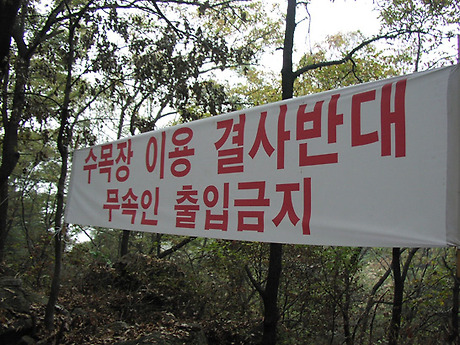 수목장 이용 결사반대
무속인 출입금지